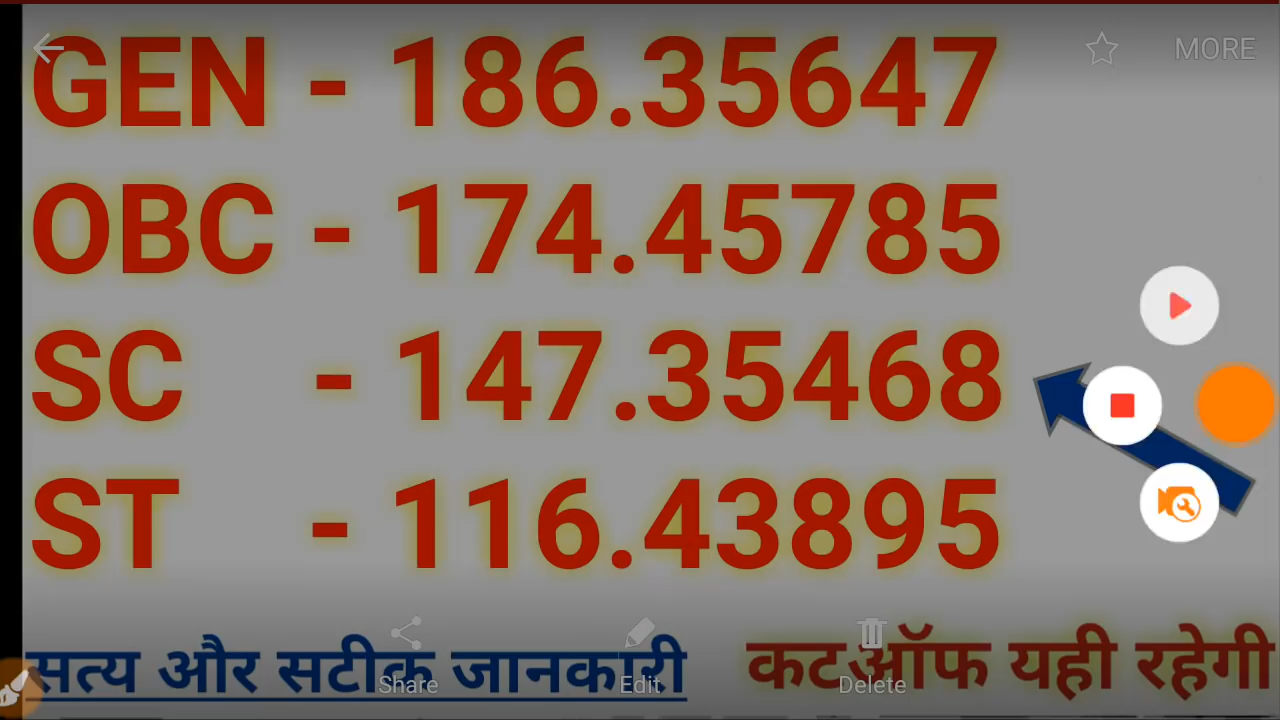 GEN - 186.35647
MORE
OBC - 174.45785
SC - 147.35468
ST - 116.43895
सत्य और सटीक जानकारी कटऑफ यही रहेगी
Share Edit Delete